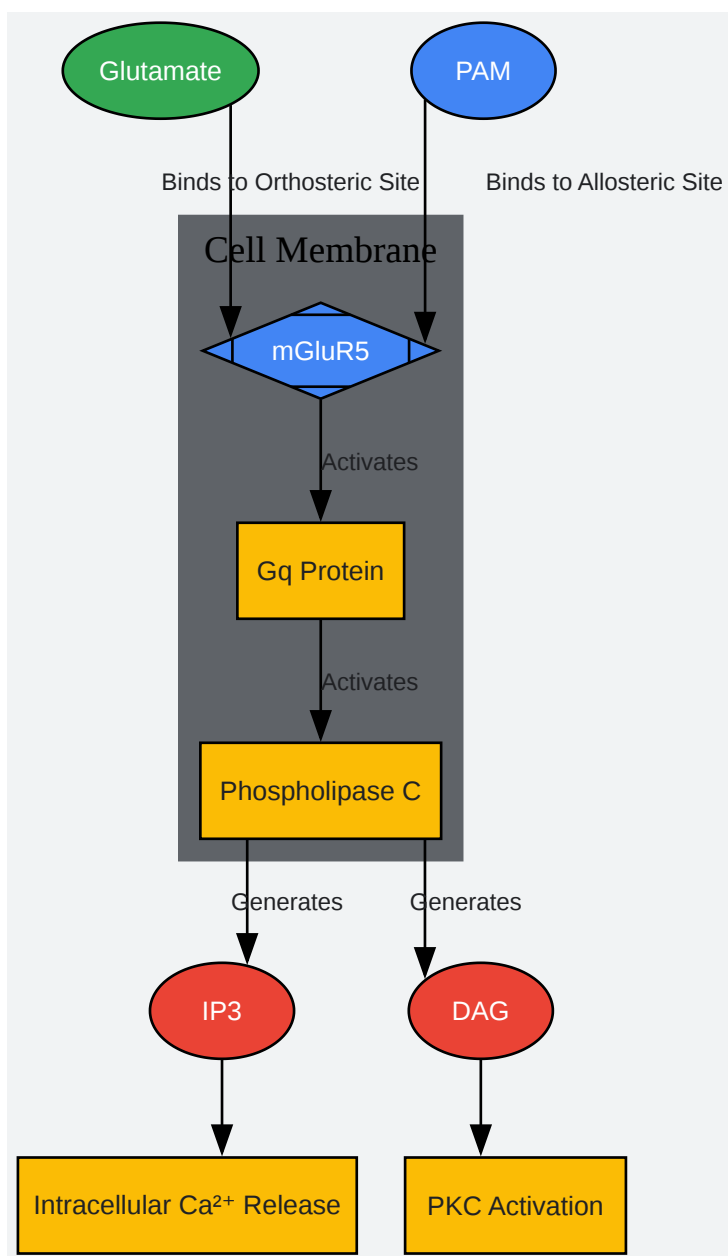 Glutamate
PAM
Binds to Orthosteric Site
Binds to Allosteric Site
Cell Membrane
mGluR5
Activates
Gq Protein
Activates
Phospholipase C
Generates
Generates
IP3
DAG
Intracellular Ca²⁺ Release
PKC Activation